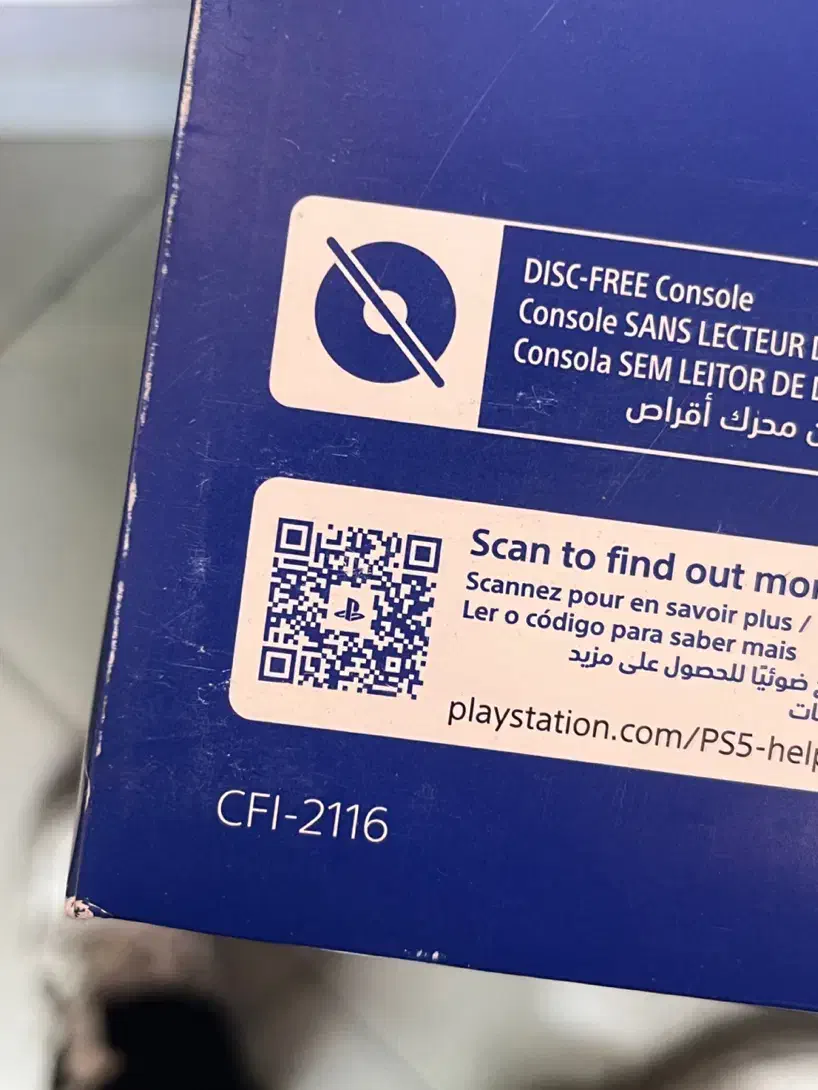 DISC-FREE Console
Console SANS LECTEUR
Consola SEM LEITOR DE
محرك أقراص
Scan to find out
Scannez pour en savoir plus /
Ler o código para saber mais
ضوئيًا للحصول على مزيد
playstation.com/PS5-help
CFI-2116